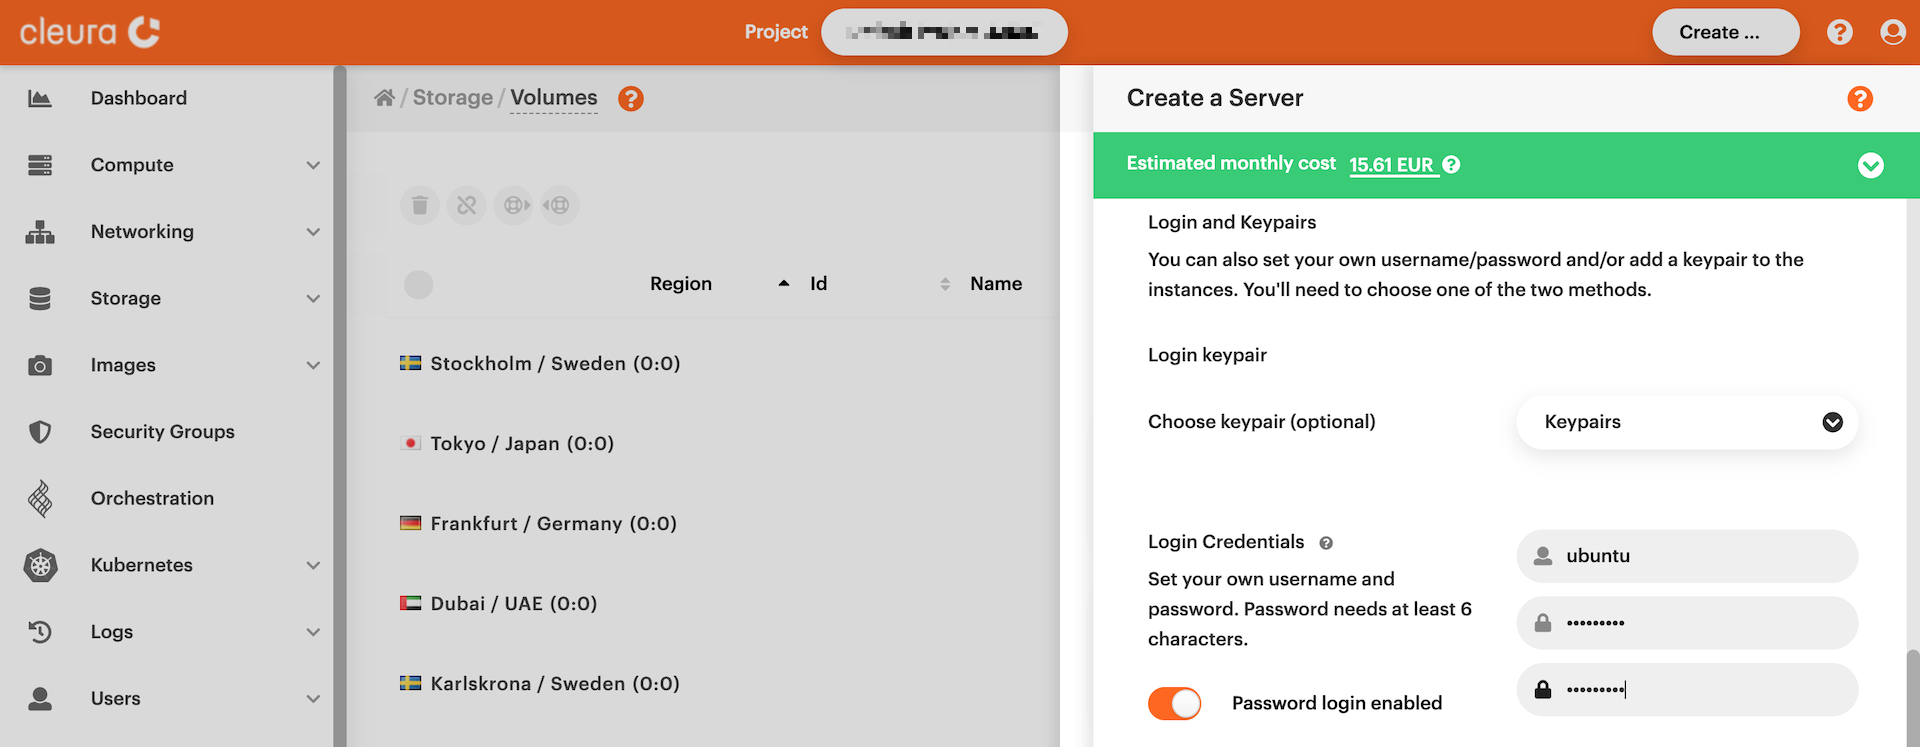 cleura
Project
Create ...
Dashboard
Compute
Networking
Storage
Images
Security Groups
Orchestration
Kubernetes
Logs
Users
/ Storage / Volumes
Region
Id
Name
Stockholm / Sweden (0:0)
Tokyo / Japan (0:0)
Frankfurt / Germany (0:0)
Dubai / UAE (0:0)
Karlskrona / Sweden (0:0)
Create a Server
Estimated monthly cost 15.61 EUR
Login and Keypairs
You can also set your own username/password and/or add a keypair to the
instances. You'll need to choose one of the two methods.
Login keypair
Choose keypair (optional)
Keypairs
Login Credentials
Set your own username and
password. Password needs at least 6
characters.
ubuntu
•••••••••
•••••••••
Password login enabled